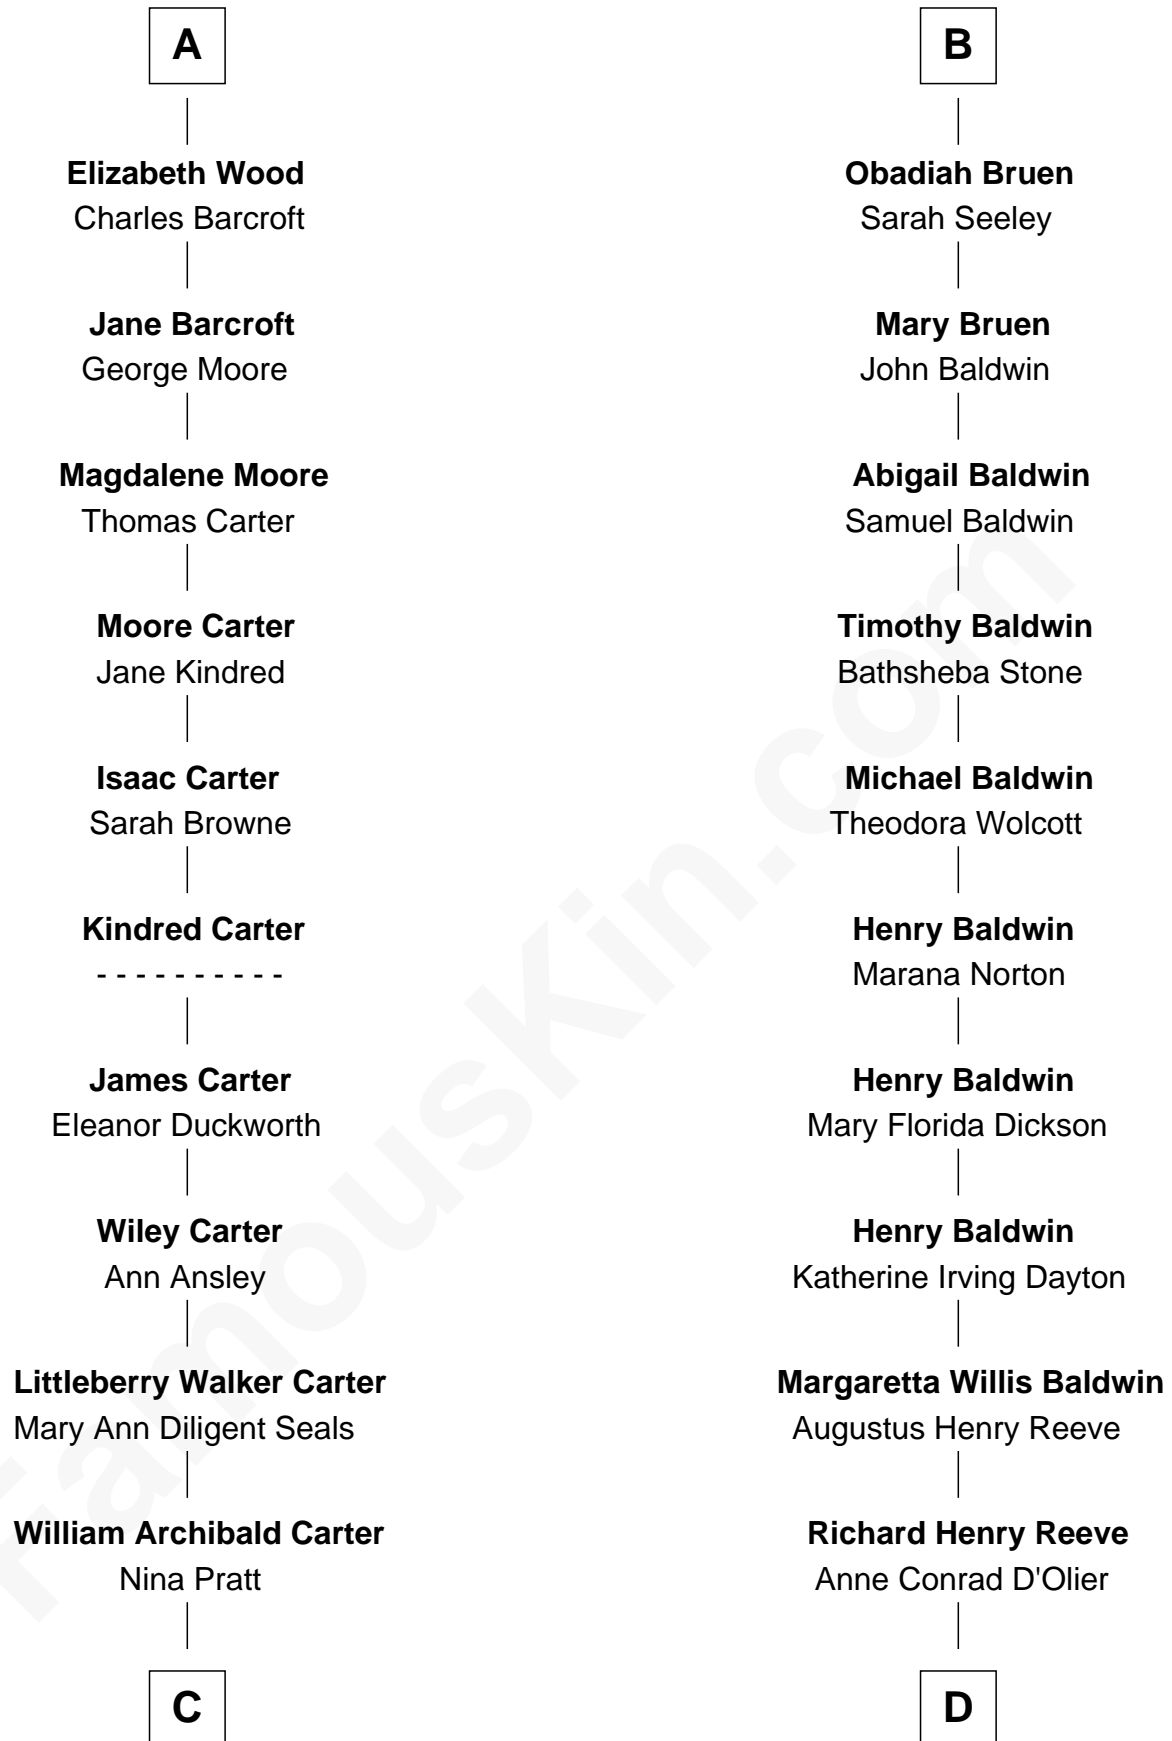 A
Elizabeth Wood
Charles Barcroft
Jane Barcroft
George Moore
Magdalene Moore
Thomas Carter
Moore Carter
Jane Kindred
Isaac Carter
Sarah Browne
Kindred Carter
- - - - - - - - - -
James Carter
Eleanor Duckworth
Wiley Carter
Ann Ansley
Littleberry Walker Carter
Mary Ann Diligent Seals
William Archibald Carter
Nina Pratt
C
B
Obadiah Bruen
Sarah Seeley
Mary Bruen
John Baldwin
Abigail Baldwin
Samuel Baldwin
Timothy Baldwin
Bathsheba Stone
Michael Baldwin
Theodora Wolcott
Henry Baldwin
Marana Norton
Henry Baldwin
Mary Florida Dickson
Henry Baldwin
Katherine Irving Dayton
Margaretta Willis Baldwin
Augustus Henry Reeve
Richard Henry Reeve
Anne Conrad D'Olier
D
FamousKin.com